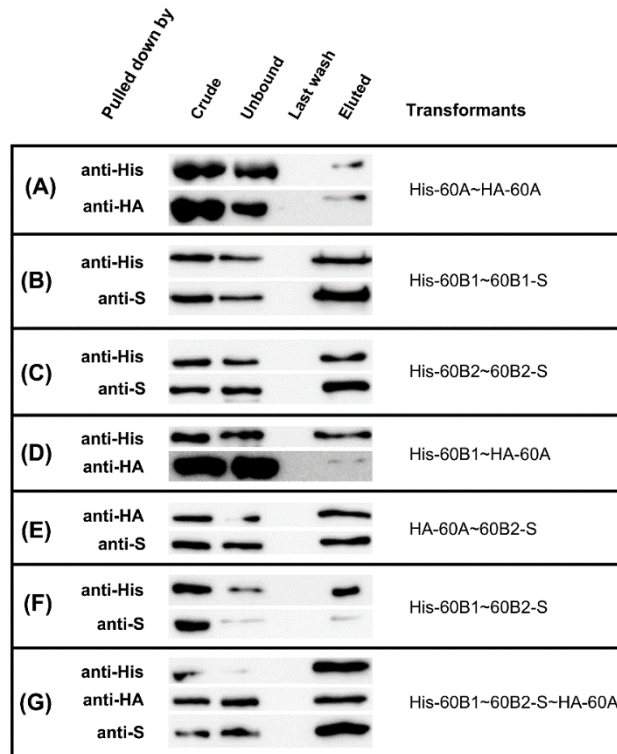 Pulled down by Crude Unbound Last wash Eluted Transformants
(A) anti-His His-60A~HA-60A
anti-HA
(B) anti-His His-60B1~60B1-S
anti-S
(C) anti-His His-60B2~60B2-S
anti-S
(D) anti-His His-60B1~HA-60A
anti-HA
(E) anti-HA HA-60A~60B2-S
anti-S
(F) anti-His His-60B1~60B2-S
anti-S
(G) anti-His
anti-HA His-60B1~60B2-S~HA-60A
anti-S